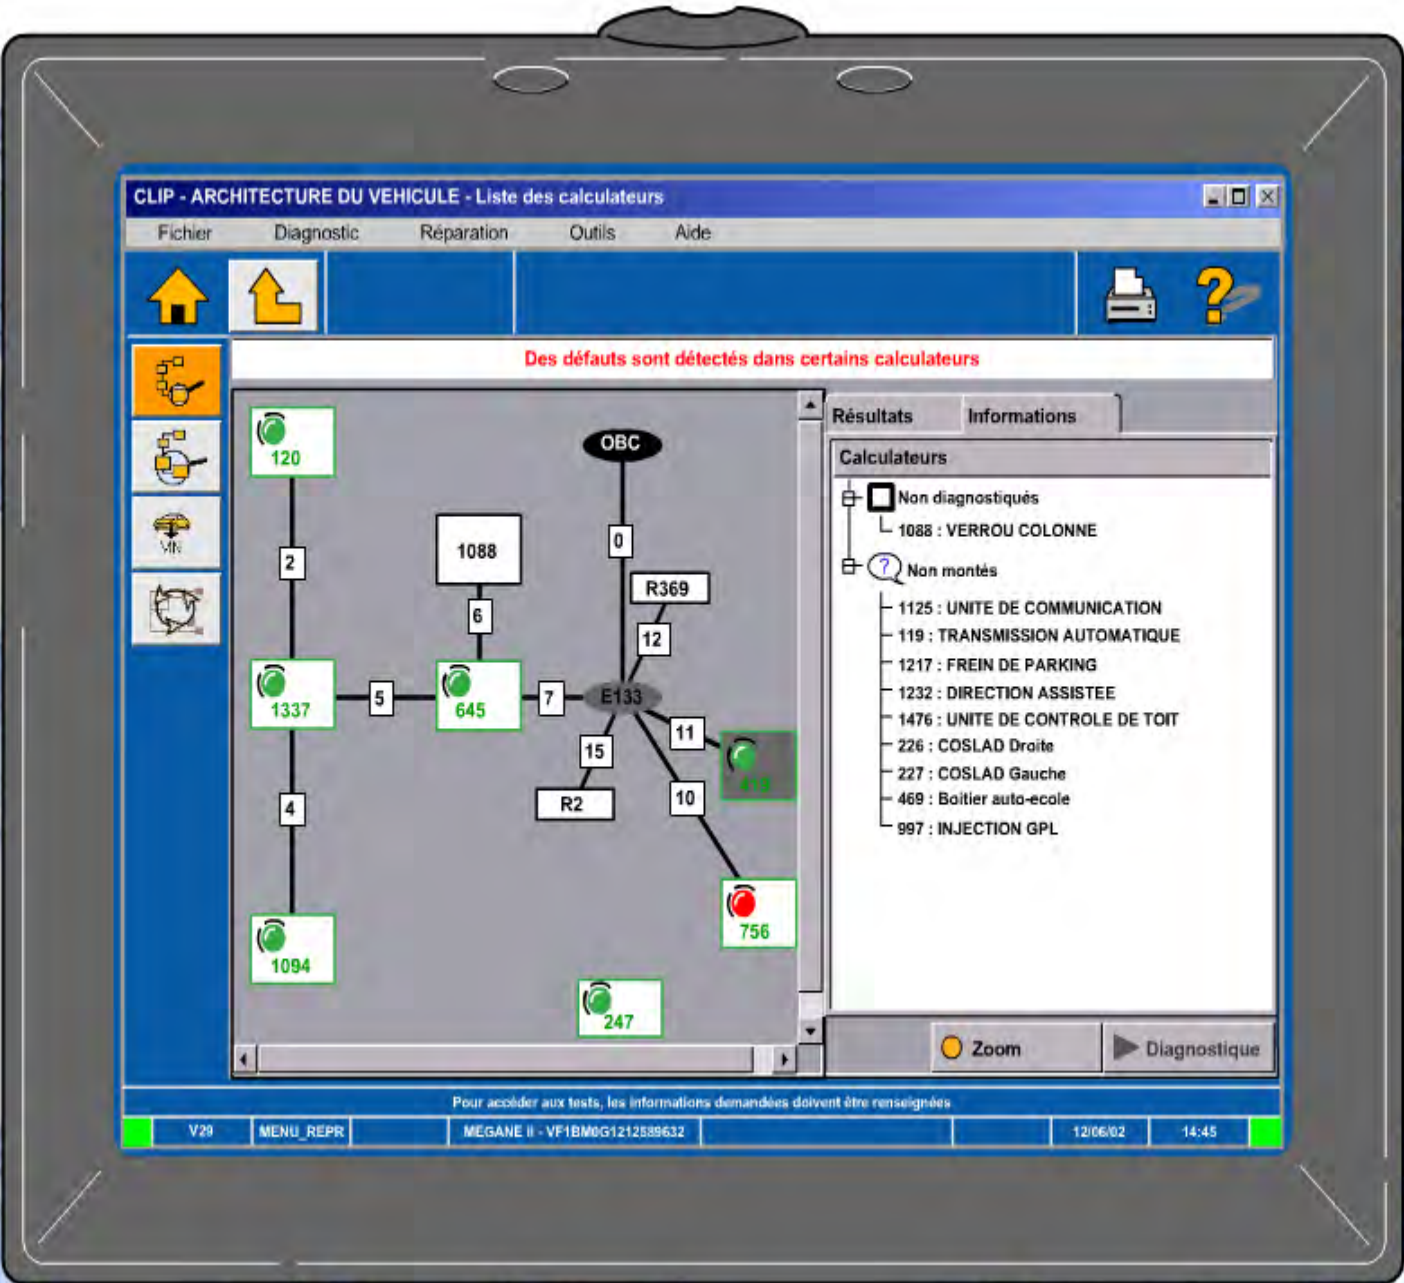 CLIP - ARCHITECTURE DU VEHICULE - Liste des calculateurs
Fichier Diagnostic Réparation Outils Aide
VIN
Des défauts sont détectés dans certains calculateurs
120
OBC
2
1088
0
6
R369
12
1337
5
645
7
E133
11
15
10
R2
4
756
1094
247
Résultats Informations
Calculateurs
Non diagnostiqués
1088 : VERROU COLONNE
? Non montés
1125 : UNITE DE COMMUNICATION
119 : TRANSMISSION AUTOMATIQUE
1217 : FREIN DE PARKING
1232 : DIRECTION ASSISTEE
1476 : UNITE DE CONTROLE DE TOIT
226 : COSLAD Droite
227 : COSLAD Gauche
469 : Boitier auto-ecole
997 : INJECTION GPL
Zoom Diagnostique
Pour accéder aux tests, les informations demandées doivent être renseignées
V29 MENU_REPR MEGANE II - VF1BM0G1212589632 12/06/02 14:45